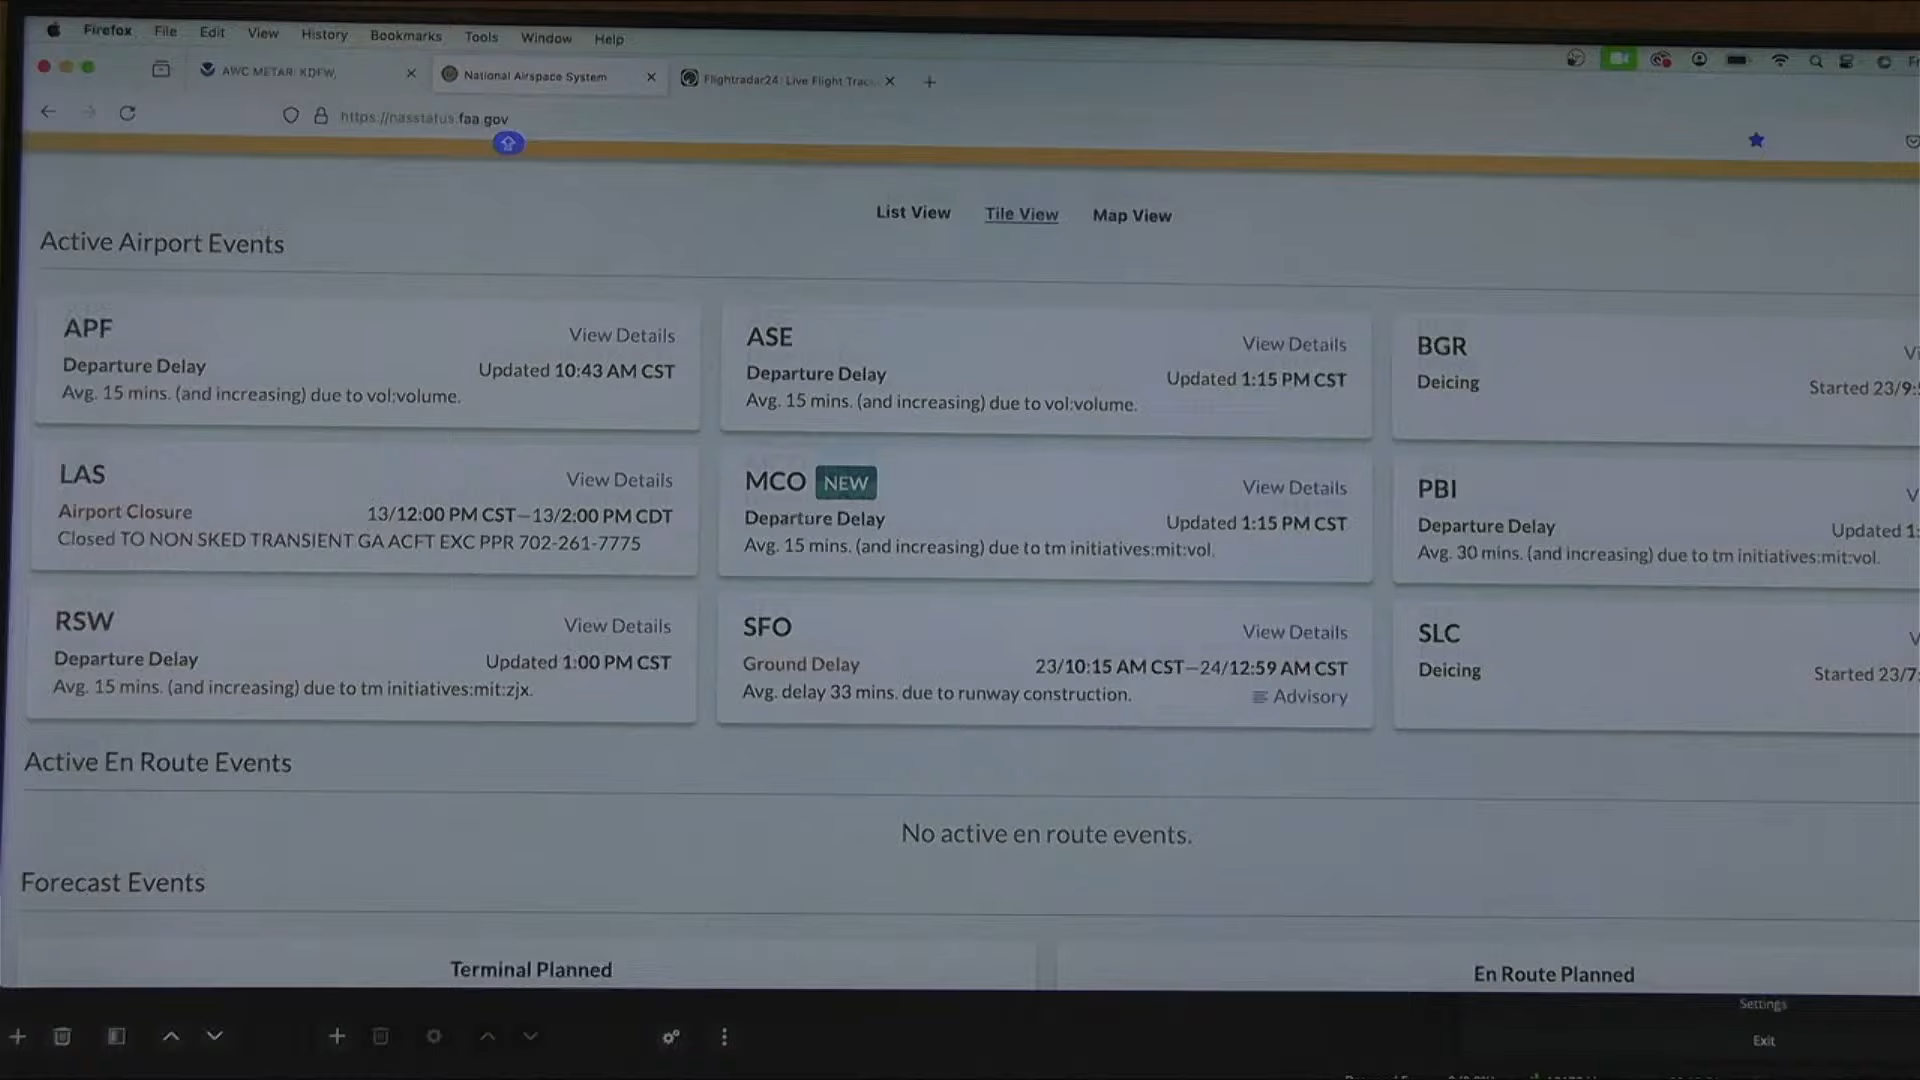 Firefox File Edit View History Bookmarks Tools Window Help
AWC METAR: KDFW, National Airspace System Flightradar24: Live Flight Trac...
https://nasstatus.faa.gov
List View Tile View Map View
Active Airport Events
APF View Details
Departure Delay Updated 10:43 AM CST
Avg. 15 mins. (and increasing) due to vol:volume.
ASE View Details
Departure Delay Updated 1:15 PM CST
Avg. 15 mins. (and increasing) due to vol:volume.
BGR
Deicing Started 23/9:
LAS View Details
Airport Closure 13/12:00 PM CST—13/2:00 PM CDT
Closed TO NON SKED TRANSIENT GA ACFT EXC PPR 702-261-7775
MCO NEW View Details
Departure Delay Updated 1:15 PM CST
Avg. 15 mins. (and increasing) due to tm initiatives:mit:vol.
PBI
Departure Delay Updated 1:
Avg. 30 mins. (and increasing) due to tm initiatives:mit:vol.
RSW View Details
Departure Delay Updated 1:00 PM CST
Avg. 15 mins. (and increasing) due to tm initiatives:mit:zjx.
SFO View Details
Ground Delay 23/10:15 AM CST—24/12:59 AM CST
Avg. delay 33 mins. due to runway construction. Advisory
SLC
Deicing Started 23/7:
Active En Route Events
No active en route events.
Forecast Events
Terminal Planned En Route Planned
Settings
Exit